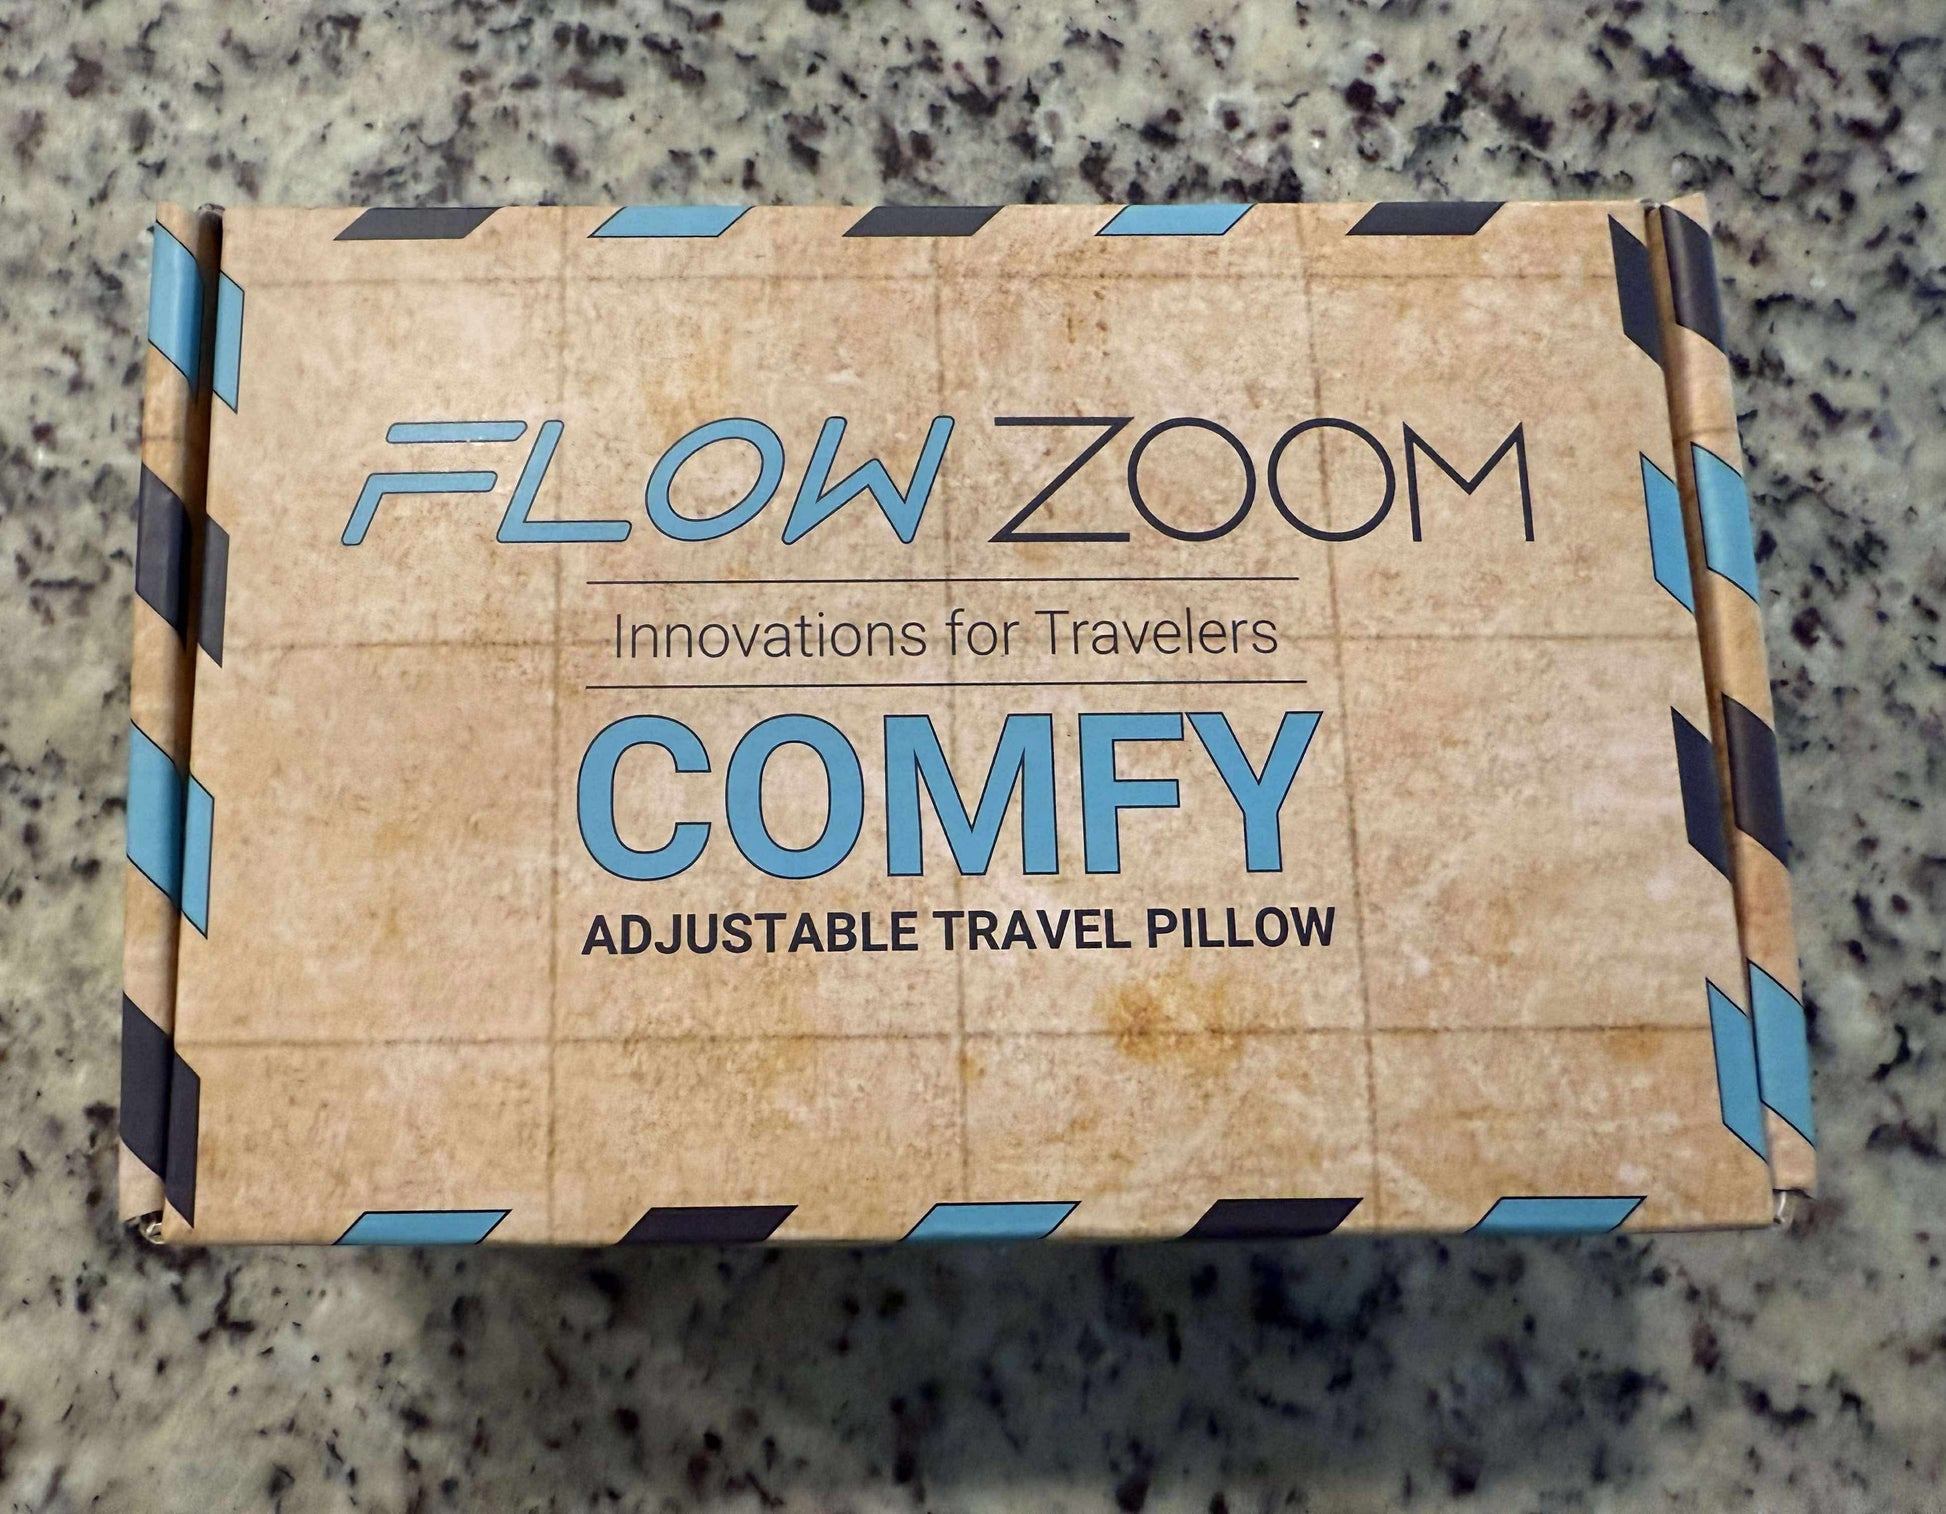 FLOW ZOOM
Innovations for Travelers
COMFY
ADJUSTABLE TRAVEL PILLOW